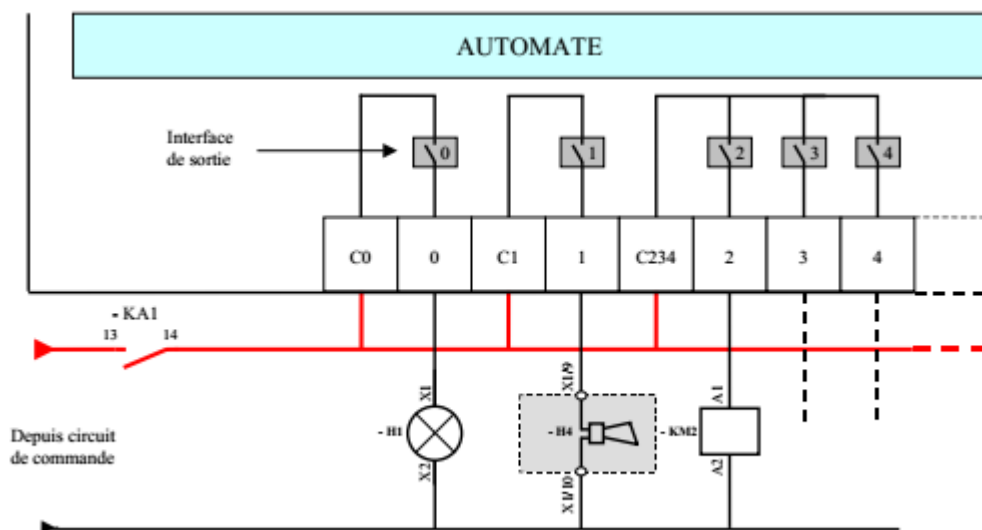 AUTOMATE
Interface
de sortie
0
1
2
3
4
C0
0
C1
1
C234
2
3
4
- KA1
13
14
X1
X1/9
A1
Depuis circuit
de commande
- H1
- H4
- KM2
X2
X1/10
A2